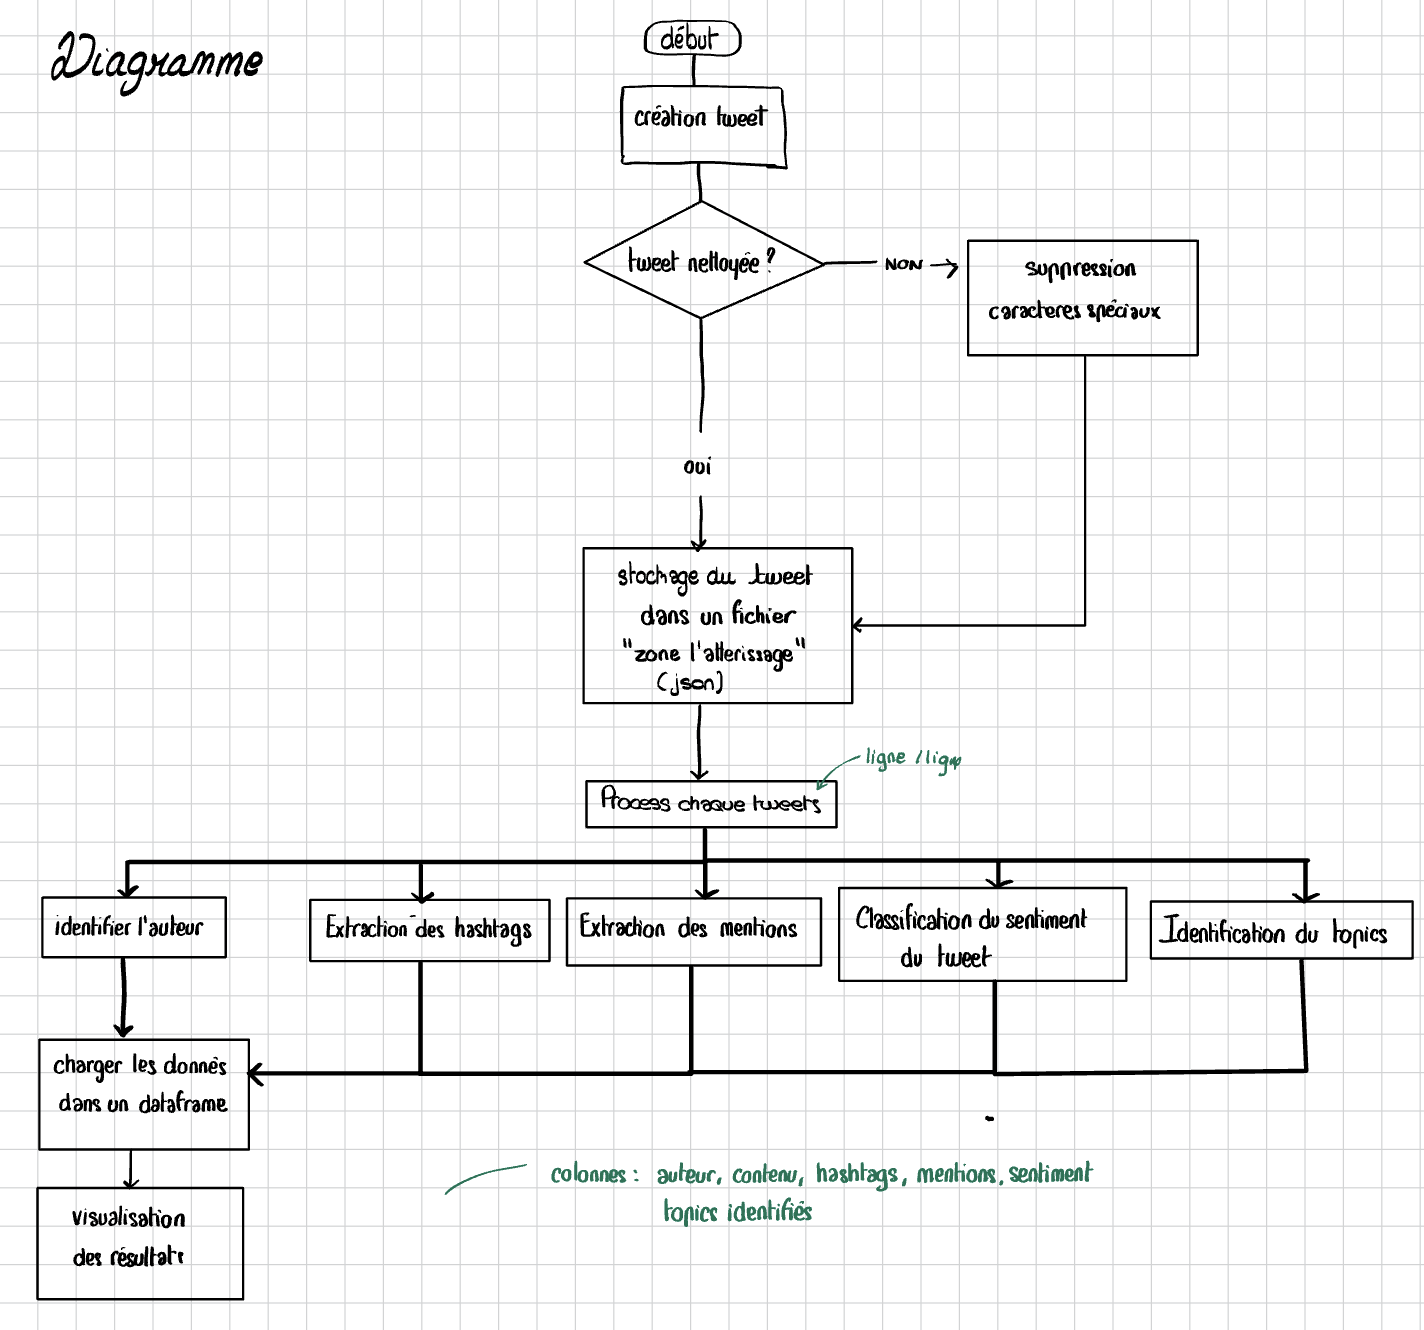 Diagramme
début
création tweet
tweet nettoyée ?
NON
suppression
caracteres spéciaux
oui
stockage du tweet
dans un fichier
"zone l'atterissage"
(json)
ligne / ligne
Process chaque tweets
identifier l'auteur
Extraction des hashtags
Extraction des mentions
Classification du sentiment
du tweet
Identification du topics
charger les donnés
dans un dataframe
colonnes : auteur, contenu, hashtags, mentions, sentiment
topics identifiés
visualisation
des résultats